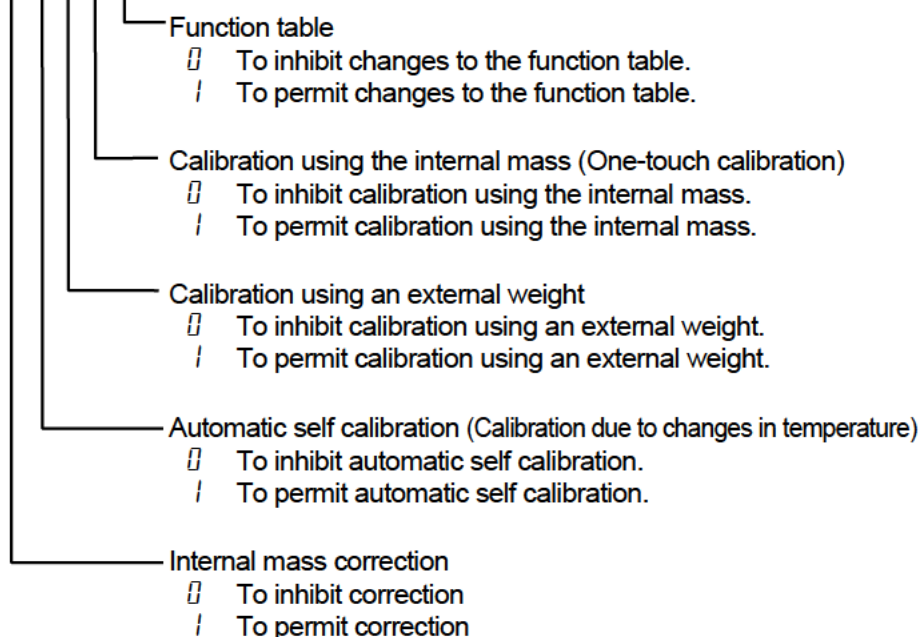 Function table
0 To inhibit changes to the function table.
1 To permit changes to the function table.
Calibration using the internal mass (One-touch calibration)
0 To inhibit calibration using the internal mass.
1 To permit calibration using the internal mass.
Calibration using an external weight
0 To inhibit calibration using an external weight.
1 To permit calibration using an external weight.
Automatic self calibration (Calibration due to changes in temperature)
0 To inhibit automatic self calibration.
1 To permit automatic self calibration.
Internal mass correction
0 To inhibit correction
1 To permit correction